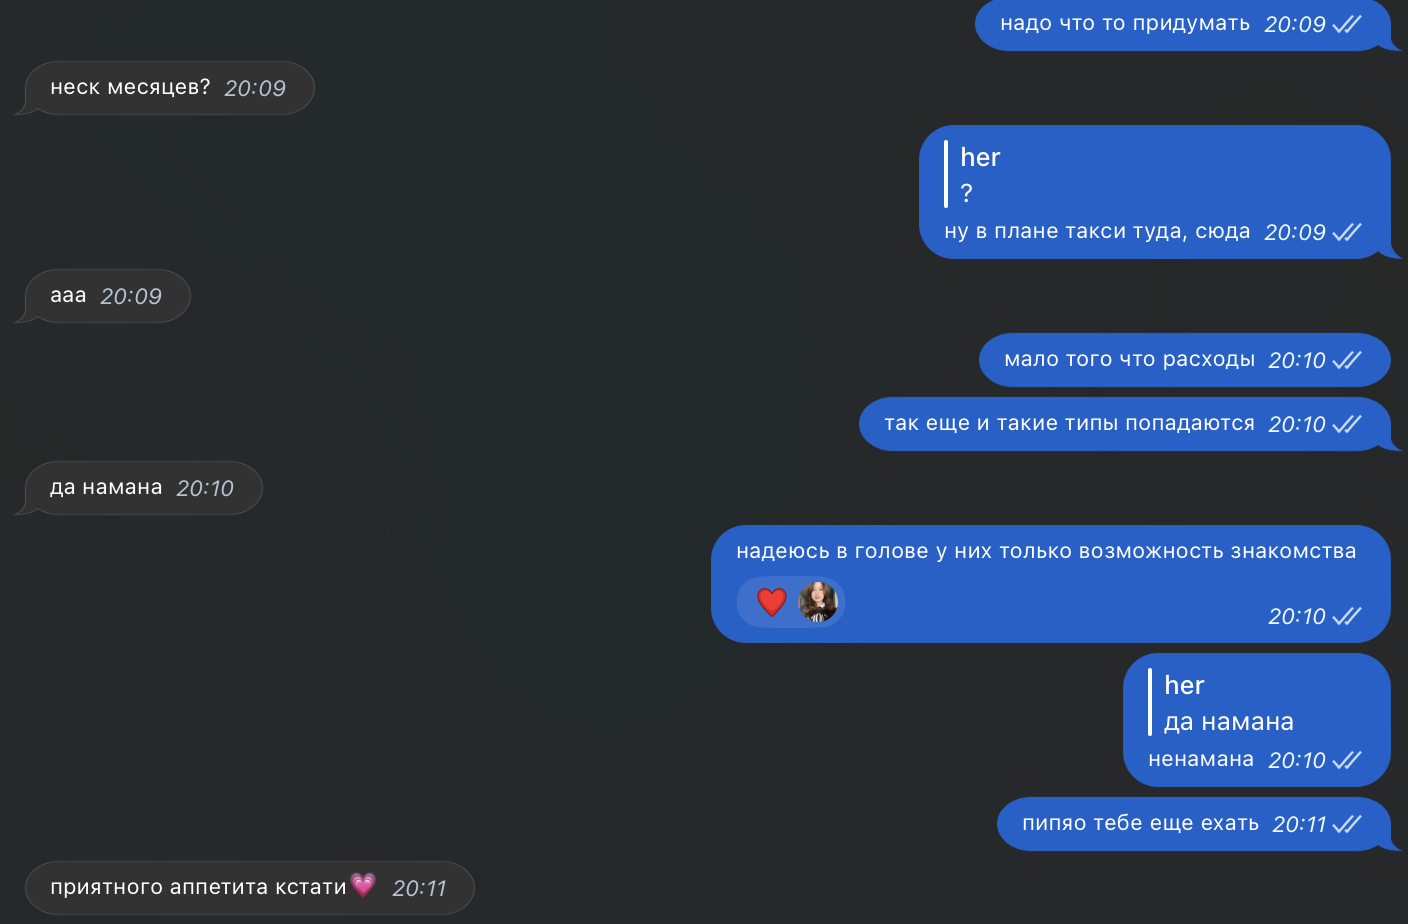 надо что то придумать 20:09
неск месяцев? 20:09
her
?
ну в плане такси туда, сюда 20:09
ааа 20:09
мало того что расходы 20:10
так еще и такие типы попадаются 20:10
да намана 20:10
надеюсь в голове у них только возможность знакомства
❤️ 20:10
her
да намана
ненамана 20:10
пипяо тебе еще ехать 20:11
приятного аппетита кстати💗 20:11